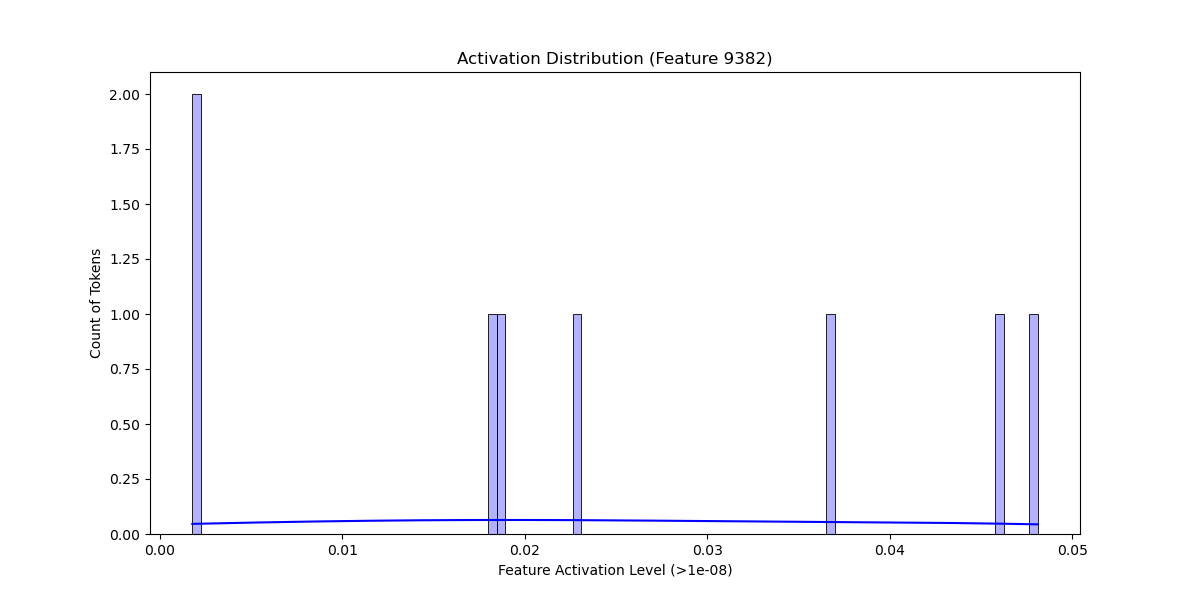 Activation Distribution (Feature 9382)
Count of Tokens
2.00
1.75
1.50
1.25
1.00
0.75
0.50
0.25
0.00
0.00 0.01 0.02 0.03 0.04 0.05
Feature Activation Level (>1e-08)